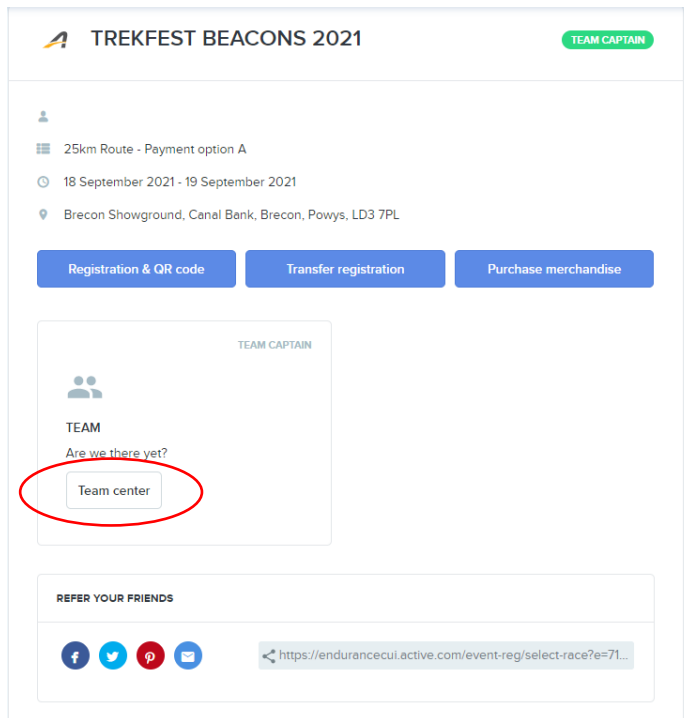 TREKFEST BEACONS 2021
TEAM CAPTAIN
25km Route - Payment option A
18 September 2021 - 19 September 2021
Brecon Showground, Canal Bank, Brecon, Powys, LD3 7PL
Registration & QR code
Transfer registration
Purchase merchandise
TEAM CAPTAIN
TEAM
Are we there yet?
Team center
REFER YOUR FRIENDS
https://endurancecui.active.com/event-reg/select-race?e=71...